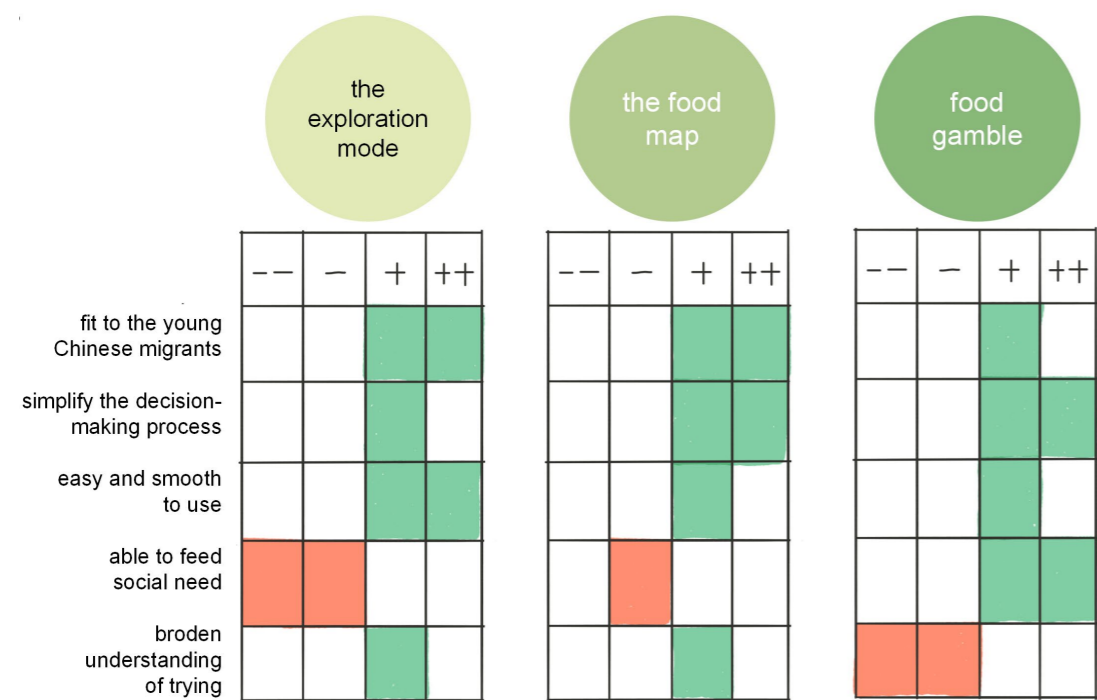 the
exploration
mode
the food
map
food
gamble
-- - + ++
-- - + ++
-- - + ++
fit to the young
Chinese migrants
simplify the decision-
making process
easy and smooth
to use
able to feed
social need
broden
understanding
of trying